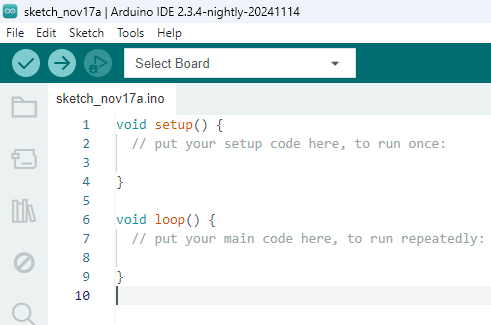 sketch_nov17a | Arduino IDE 2.3.4-nightly-20241114
File Edit Sketch Tools Help
Select Board
sketch_nov17a.ino
1 void setup() {
2 // put your setup code here, to run once:
3
4 }
5
6 void loop() {
7 // put your main code here, to run repeatedly:
8
9 }
10